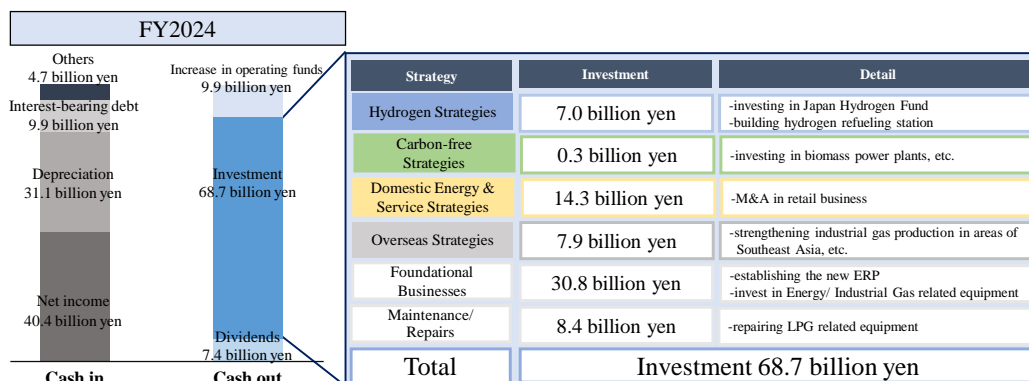 FY2024
Others
4.7 billion yen
Interest-bearing debt
9.9 billion yen
Depreciation
31.1 billion yen
Net income
40.4 billion yen
Cash in
Increase in operating funds
9.9 billion yen
Investment
68.7 billion yen
Dividends
7.4 billion yen
Cash out
Strategy Investment Detail
Hydrogen Strategies 7.0 billion yen -investing in Japan Hydrogen Fund
-building hydrogen refueling station
Carbon-free
Strategies 0.3 billion yen -investing in biomass power plants, etc.
Domestic Energy &
Service Strategies 14.3 billion yen -M&A in retail business
Overseas Strategies 7.9 billion yen -strengthening industrial gas production in areas of
Southeast Asia, etc.
Foundational
Businesses 30.8 billion yen -establishing the new ERP
-invest in Energy/ Industrial Gas related equipment
Maintenance/
Repairs 8.4 billion yen -repairing LPG related equipment
Total Investment 68.7 billion yen